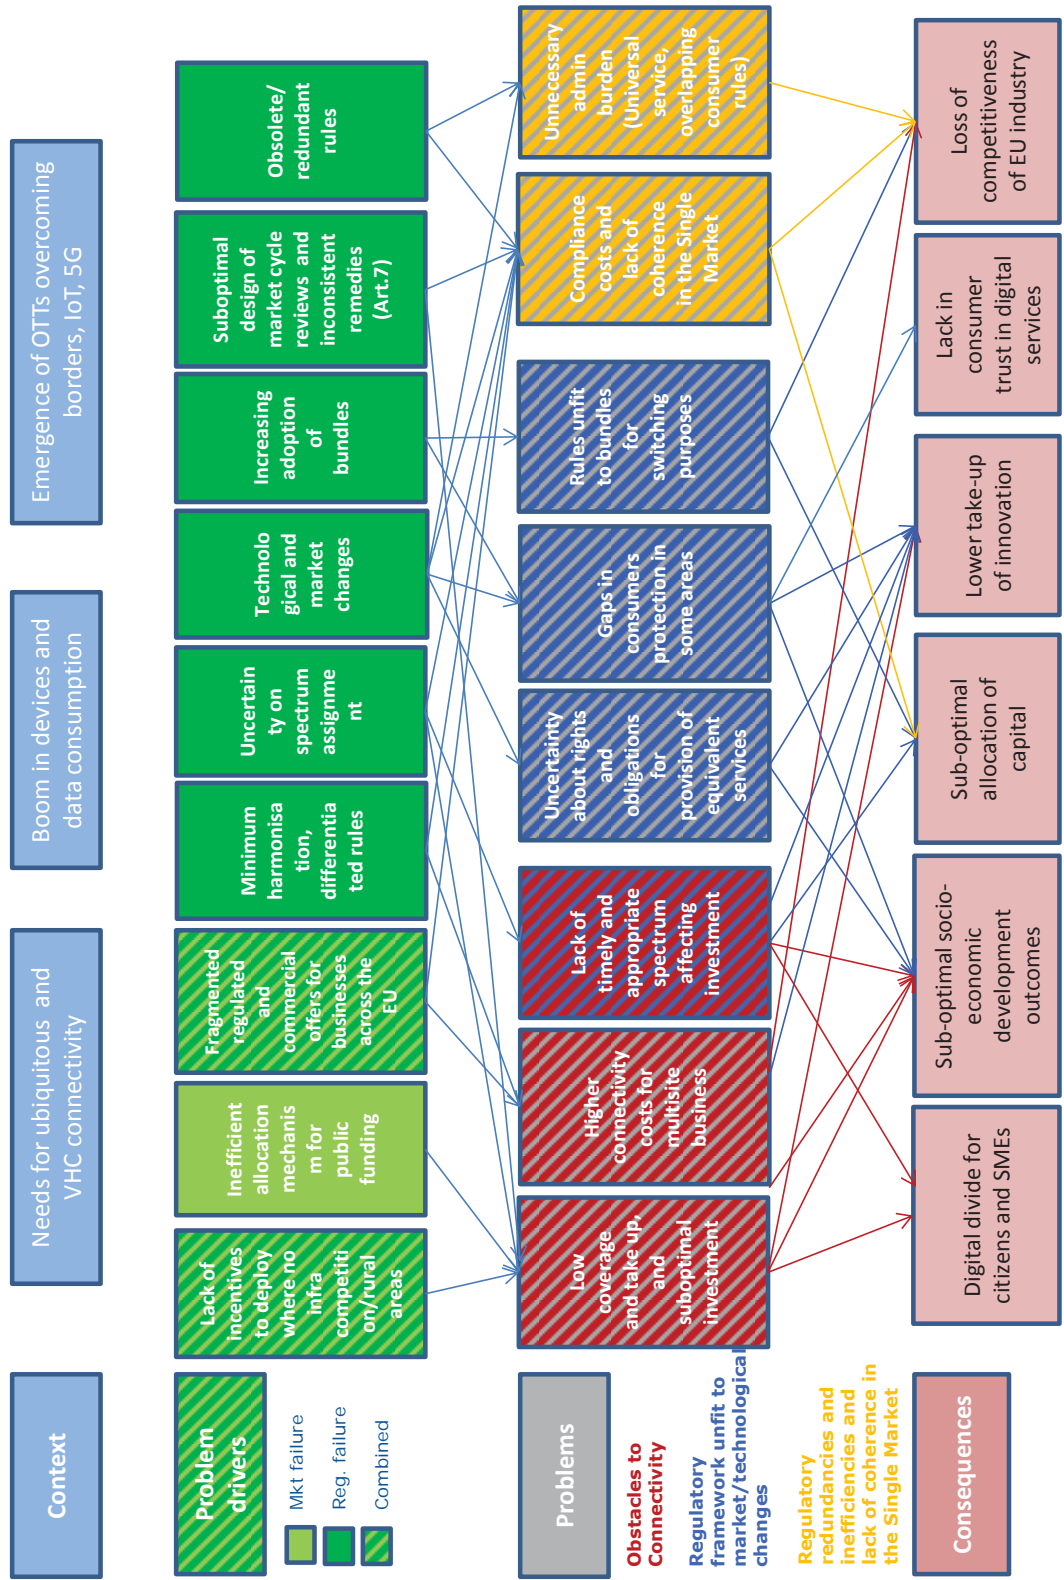 Context
Needs for ubiquitous and
VHC connectivity
Boom in devices and
data consumption
Emergence of OTTs overcoming
borders, IoT, 5G
Problem
drivers
Mkt failure
Reg. failure
Combined
Lack of
incentives
to deploy
where no
infra
competiti
on/rural
areas
Inefficient
allocation
mechanis
m for
public
funding
Fragmented
regulated
and
commercial
offers for
businesses
across the
EU
Minimum
harmonisa
tion,
differentia
ted rules
Uncertain
ty on
spectrum
assignme
nt
Technolo
gical and
market
changes
Increasing
adoption
of
bundles
Suboptimal
design of
market cycle
reviews and
inconsistent
remedies
(Art.7)
Obsolete/
redundant
rules
Problems
Obstacles to
Connectivity
Regulatory
framework unfit to
market/technological
changes
Regulatory
redundancies and
inefficiencies and
lack of coherence in
the Single Market
Low
coverage
and take up,
and
suboptimal
investment
Higher
connectivity
costs for
multisite
business
Lack of
timely and
appropriate
spectrum
affecting
investment
Uncertainty
about rights
and
obligations
for
provision of
equivalent
services
Gaps in
consumers
protection in
some areas
Rules unfit
to bundles
for
switching
purposes
Compliance
costs and
lack of
coherence
in the Single
Market
Unnecessary
admin
burden
(Universal
service,
overlapping
consumer
rules)
Consequences
Digital divide for
citizens and SMEs
Sub-optimal socio-
economic
development
outcomes
Sub-optimal
allocation of
capital
Lower take-up
of innovation
Lack in
consumer
trust in digital
services
Loss of
competitiveness
of EU industry